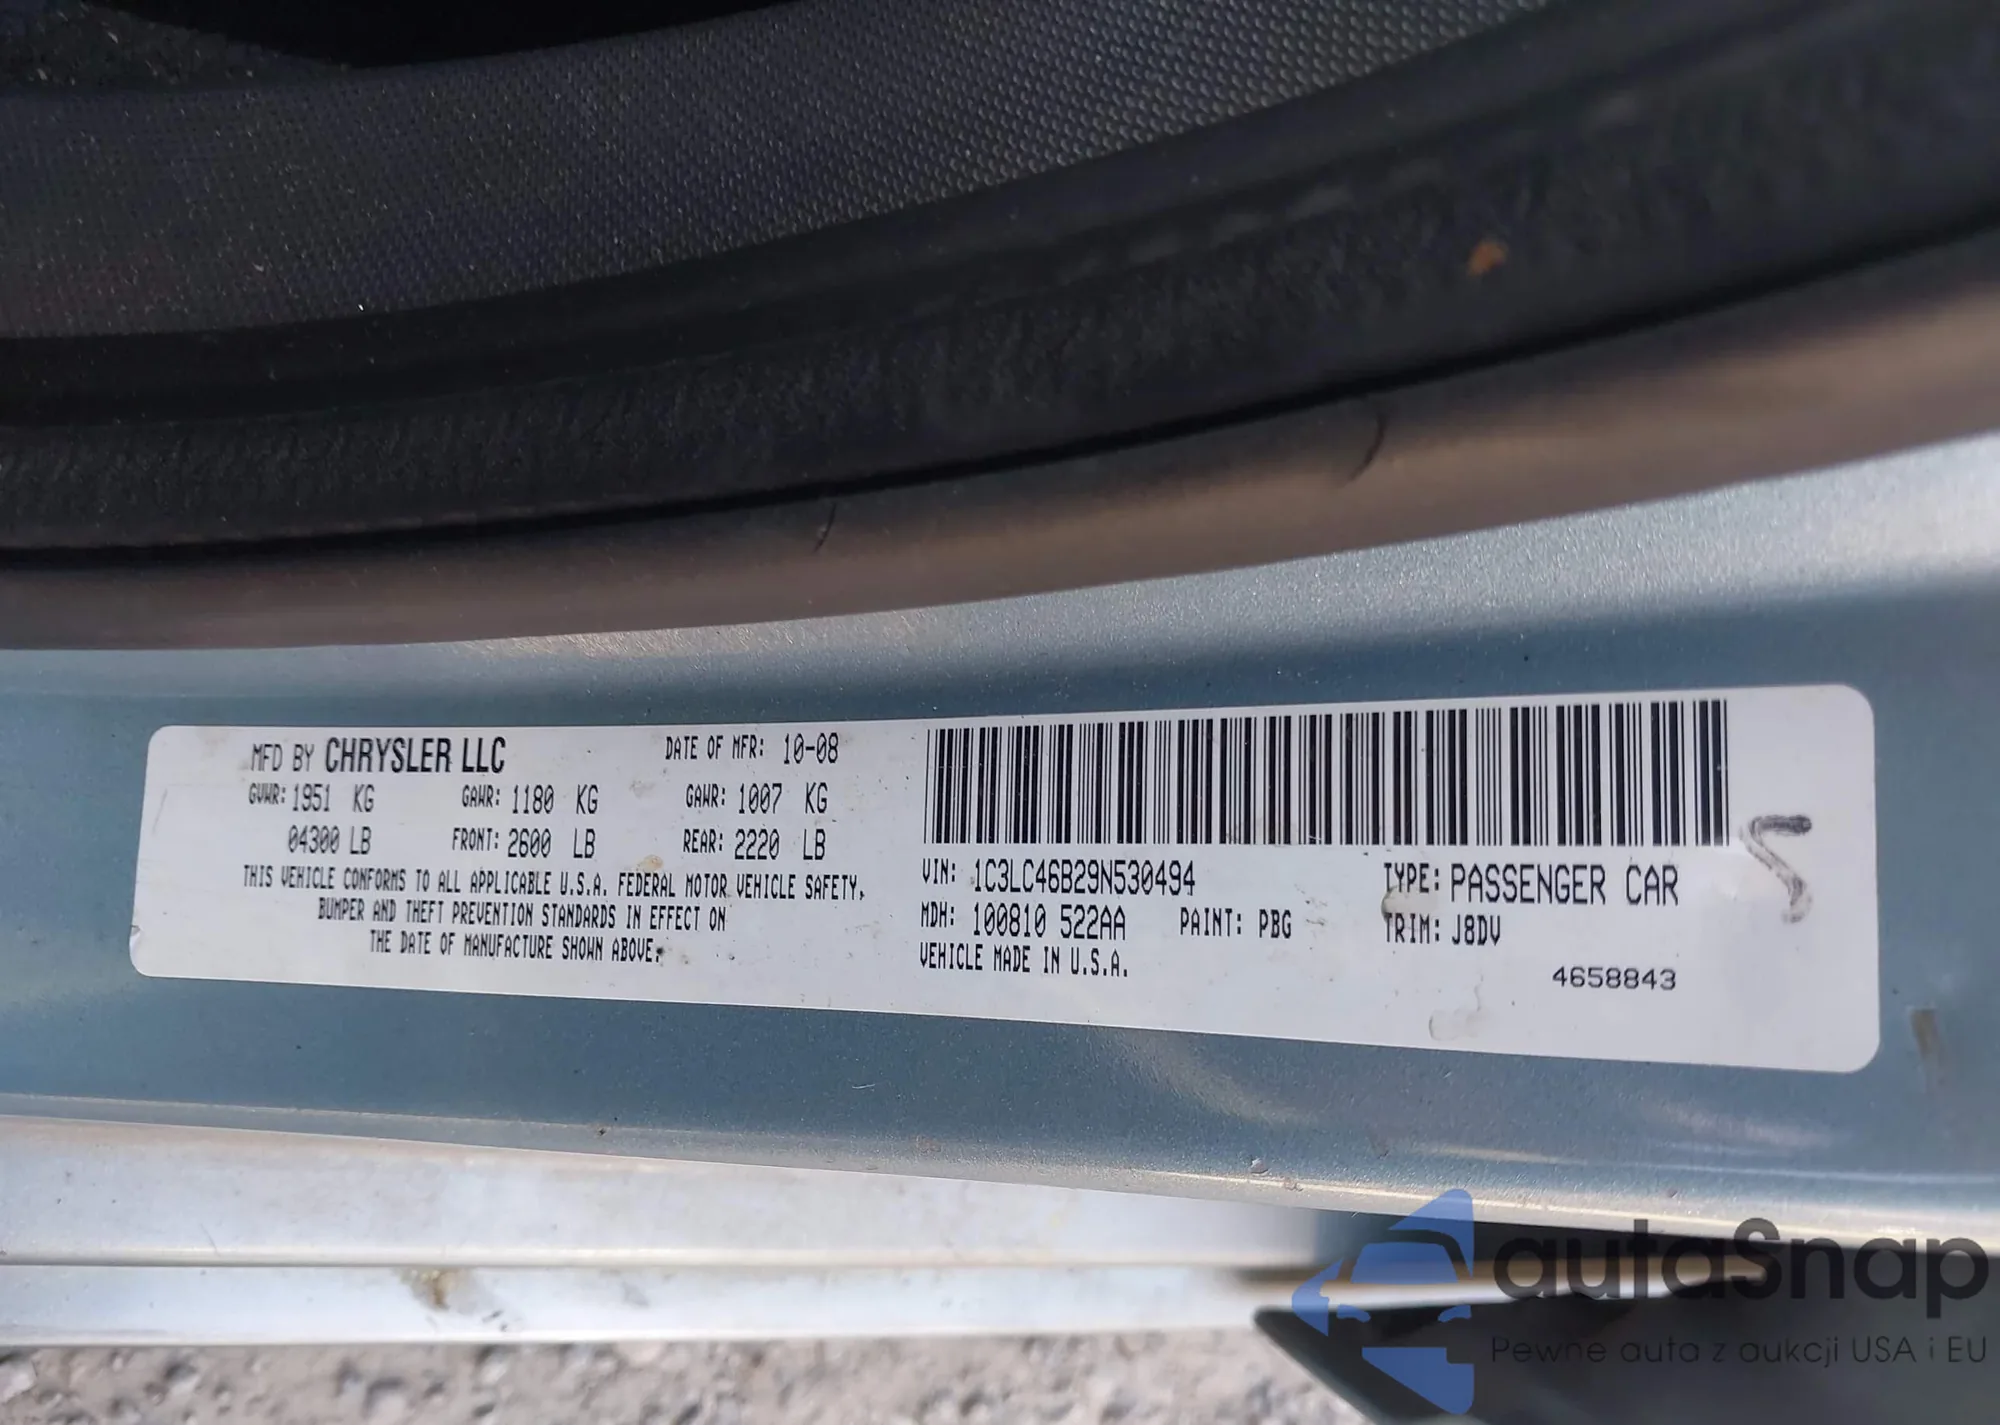 MFD BY CHRYSLER LLC DATE OF MFR: 10-08
GVWR: 1951 KG GAWR: 1180 KG GAWR: 1007 KG
04300 LB FRONT: 2600 LB REAR: 2220 LB
THIS VEHICLE CONFORMS TO ALL APPLICABLE U.S.A. FEDERAL MOTOR VEHICLE SAFETY,
BUMPER AND THEFT PREVENTION STANDARDS IN EFFECT ON
THE DATE OF MANUFACTURE SHOWN ABOVE.
VIN: 1C3LC46B29N530494 TYPE: PASSENGER CAR
MDH: 100810 522AA PAINT: PBG TRIM: J8DV
VEHICLE MADE IN U.S.A.
4658843
autaSnap
Pewne auta z aukcji USA i EU